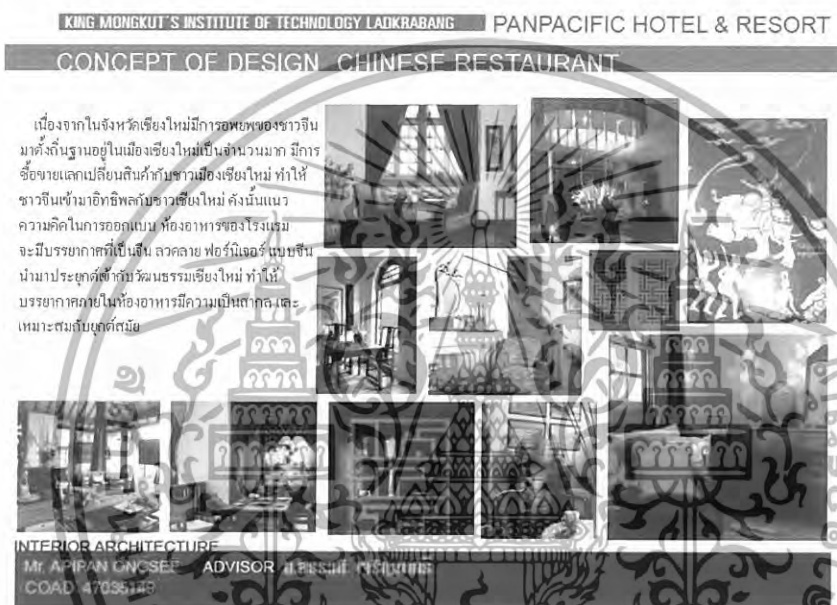 KING MONGKUT'S INSTITUTE OF TECHNOLOGY LADKRABANG PANPACIFIC HOTEL & RESORT
CONCEPT OF DESIGN CHINESE RESTAURANT
เนื่องจากในจังหวัดเชียงใหม่มีการอพยพของชาวจีน
มาตั้งถิ่นฐานอยู่ในเมืองเชียงใหม่เป็นจำนวนมาก มีการ
ซื้อขายแลกเปลี่ยนสินค้ากับชาวเมืองเชียงใหม่ ทำให้
ชาวจีนเข้ามาอิทธิพลกับชาวเชียงใหม่ ดังนั้นแนว
ความคิดในการออกแบบ ห้องอาหารของโรงแรม
จะมีบรรยากาศที่เป็นจีน ลวดลาย ฟอร์นิเจอร์ แบบจีน
นำมาประยุกต์เข้ากับวัฒนธรรมเชียงใหม่ ทำให้
บรรยากาศภายในห้องอาหารมีความเป็นสากล และ
เหมาะสมกับยุกต์สมัย
INTERIOR ARCHITECTURE
Mr. APIPAN ONGSEE ADVISOR
COAD 47035149